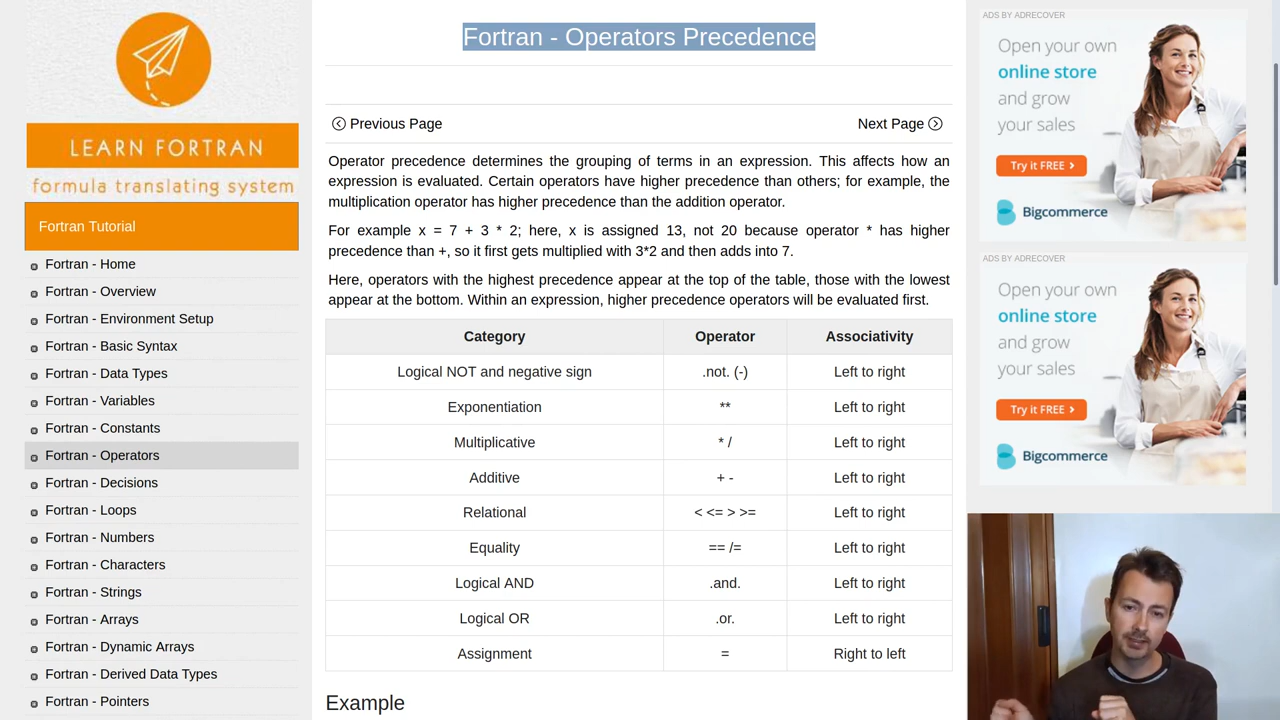 LEARN FORTRAN
formula translating system
Fortran Tutorial
Fortran - Home
Fortran - Overview
Fortran - Environment Setup
Fortran - Basic Syntax
Fortran - Data Types
Fortran - Variables
Fortran - Constants
Fortran - Operators
Fortran - Decisions
Fortran - Loops
Fortran - Numbers
Fortran - Characters
Fortran - Strings
Fortran - Arrays
Fortran - Dynamic Arrays
Fortran - Derived Data Types
Fortran - Pointers
Fortran - Operators Precedence
Previous Page
Next Page
Operator precedence determines the grouping of terms in an expression. This affects how an
expression is evaluated. Certain operators have higher precedence than others; for example, the
multiplication operator has higher precedence than the addition operator.
For example x = 7 + 3 * 2; here, x is assigned 13, not 20 because operator * has higher
precedence than +, so it first gets multiplied with 3*2 and then adds into 7.
Here, operators with the highest precedence appear at the top of the table, those with the lowest
appear at the bottom. Within an expression, higher precedence operators will be evaluated first.
Category Operator Associativity
Logical NOT and negative sign .not. (-) Left to right
Exponentiation ** Left to right
Multiplicative * / Left to right
Additive + - Left to right
Relational < <= > >= Left to right
Equality == /= Left to right
Logical AND .and. Left to right
Logical OR .or. Left to right
Assignment = Right to left
Example
ADS BY ADRECOVER
Open your own
online store
and grow
your sales
Try it FREE
Bigcommerce
ADS BY ADRECOVER
Open your own
online store
and grow
your sales
Try it FREE
Bigcommerce